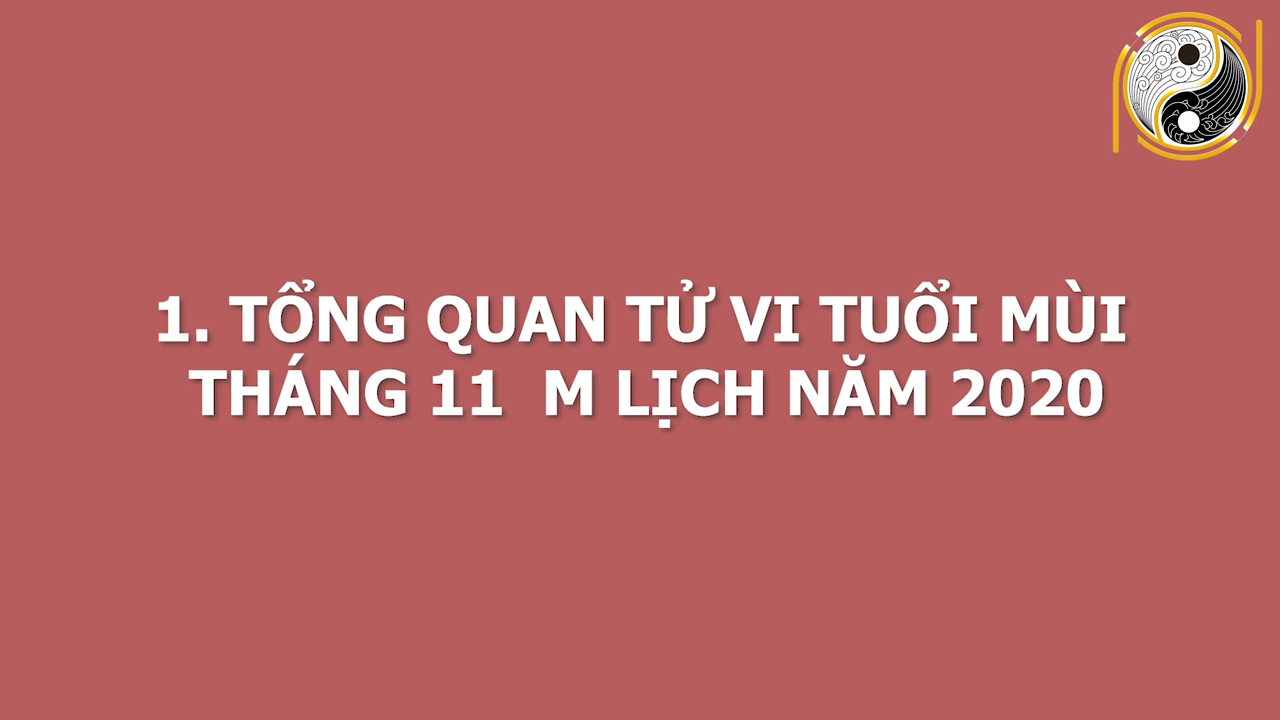 1. TỔNG QUAN TỬ VI TUỔI MÙI
THÁNG 11  M LỊCH NĂM 2020